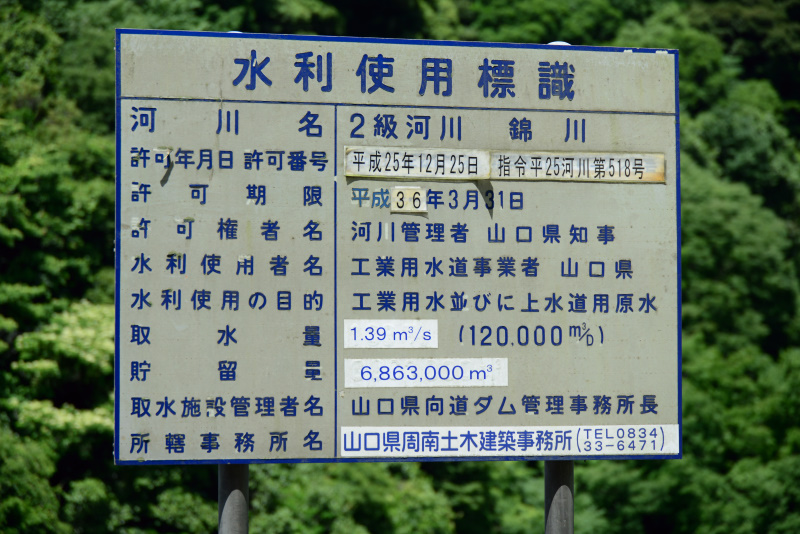 水利使用標識
河川名 2級河川 錦川
許可年月日 許可番号 平成25年12月25日 指令平25河川第518号
許可期限 平成36年3月31日
許可権者名 河川管理者 山口県知事
水利使用者名 工業用水道事業者 山口県
水利使用の目的 工業用水並びに上水道用原水
取水量 1.39 m³/s (120,000 m³/D)
貯留量 6,863,000 m³
取水施設管理者名 山口県向道ダム管理事務所長
所轄事務所名 山口県周南土木建築事務所(TEL0834 33-6471)